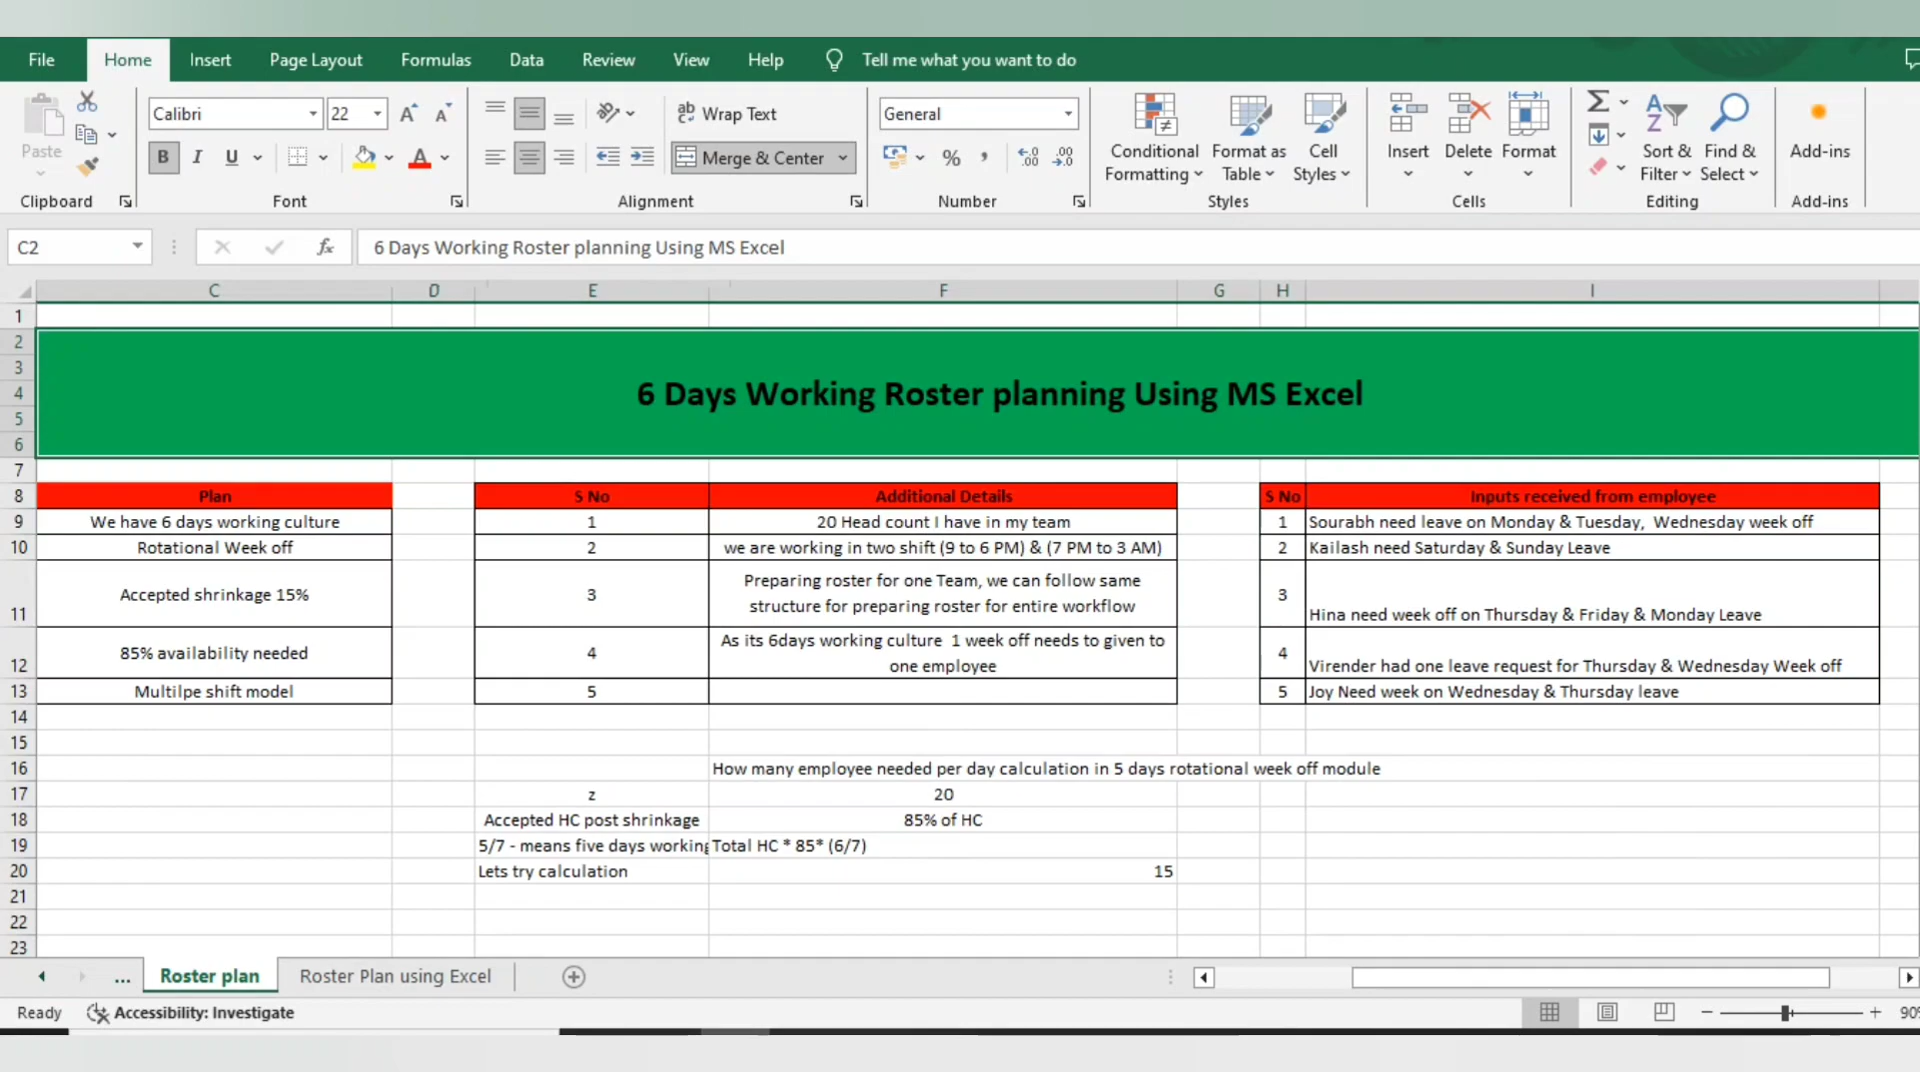 File Home Insert Page Layout Formulas Data Review View Help Tell me what you want to do
Calibri 22 A A ab Wrap Text General
Paste B I U A Merge & Center % , Conditional Formatting Format as Table Cell Styles Insert Delete Format Sort & Filter Find & Select Add-ins
Clipboard Font Alignment Number Styles Cells Editing Add-ins
C2 fx 6 Days Working Roster planning Using MS Excel
C D E F G H I
1
2
3
4 6 Days Working Roster planning Using MS Excel
5
6
7
8 Plan S No Additional Details S No Inputs received from employee
9 We have 6 days working culture 1 20 Head count I have in my team 1 Sourabh need leave on Monday & Tuesday, Wednesday week off
10 Rotational Week off 2 we are working in two shift (9 to 6 PM) & (7 PM to 3 AM) 2 Kailash need Saturday & Sunday Leave
Preparing roster for one Team, we can follow same
11 Accepted shrinkage 15% 3 structure for preparing roster for entire workflow 3 Hina need week off on Thursday & Friday & Monday Leave
As its 6days working culture 1 week off needs to given to
12 85% availability needed 4 one employee 4 Virender had one leave request for Thursday & Wednesday Week off
13 Multilpe shift model 5 5 Joy Need week on Wednesday & Thursday leave
14
15
16 How many employee needed per day calculation in 5 days rotational week off module
17 z 20
18 Accepted HC post shrinkage 85% of HC
19 5/7 - means five days working Total HC * 85* (6/7)
20 Lets try calculation 15
21
22
23
... Roster plan Roster Plan using Excel
Ready Accessibility: Investigate 90%